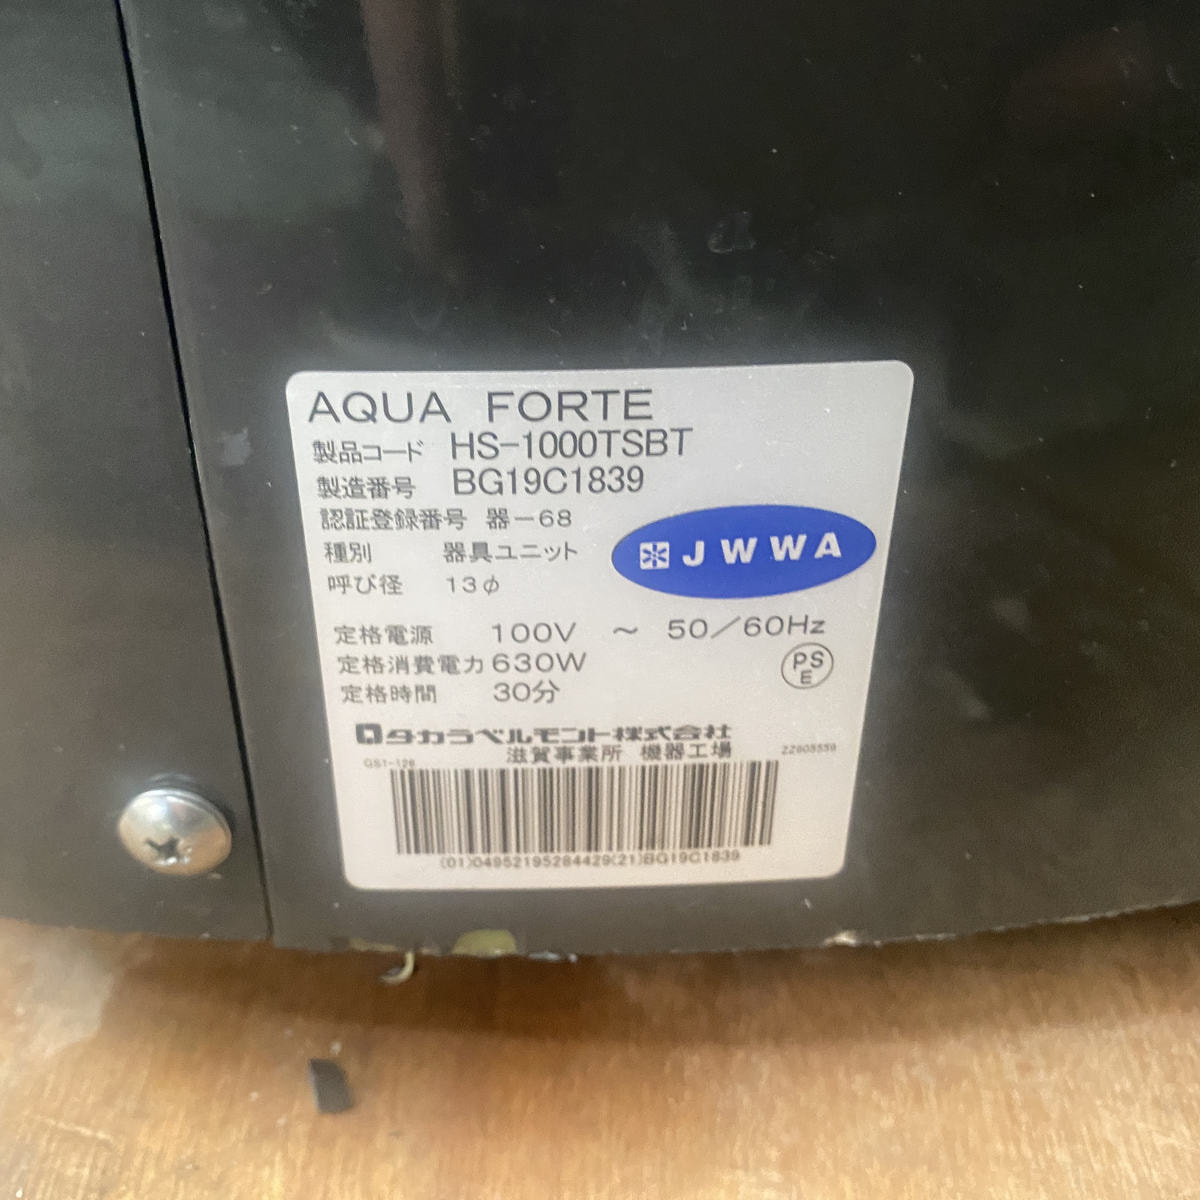 AQUA FORTE
製品コード HS-1000TSBT
製造番号 BG19C1839
認証登録番号 器-68
種別 器具ユニット
JWWA
呼び径 13φ
定格電源 100V ~ 50/60Hz
定格消費電力 630W
PS
E
定格時間 30分
タカラベルモント株式会社
滋賀事業所 機器工場 ZZ605559
GS1-128
(01)04952195284429(21)BG19C1839